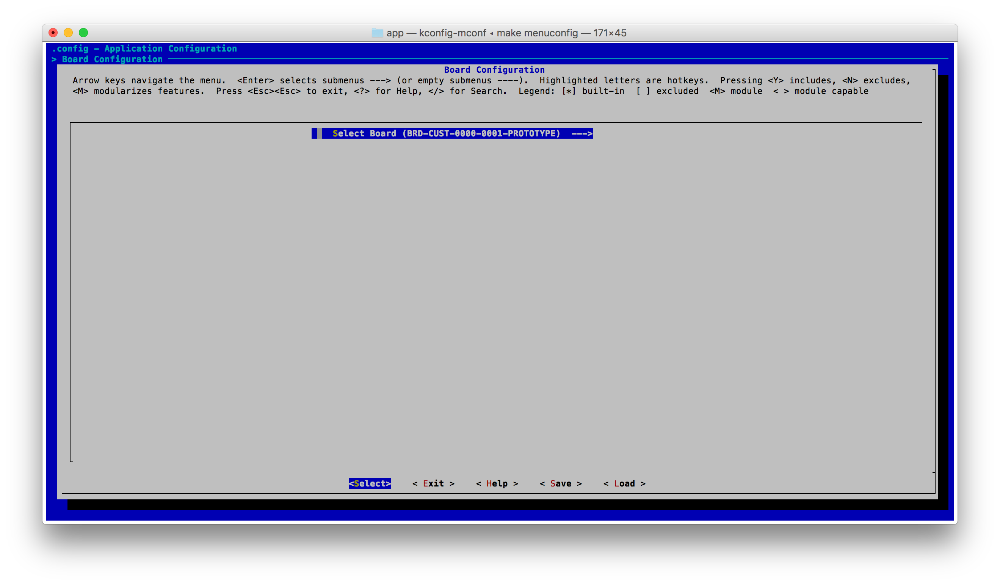 app — kconfig-mconf ◂ make menuconfig — 171×45
.config - Application Configuration
> Board Configuration
Board Configuration
Arrow keys navigate the menu.  <Enter> selects submenus ---> (or empty submenus ----).  Highlighted letters are hotkeys.  Pressing <Y> includes, <N> excludes,
<M> modularizes features.  Press <Esc><Esc> to exit, <?> for Help, </> for Search.  Legend: [*] built-in  [ ] excluded  <M> module  < > module capable
Select Board (BRD-CUST-0000-0001-PROTOTYPE)  --->
<Select>    < Exit >    < Help >    < Save >    < Load >